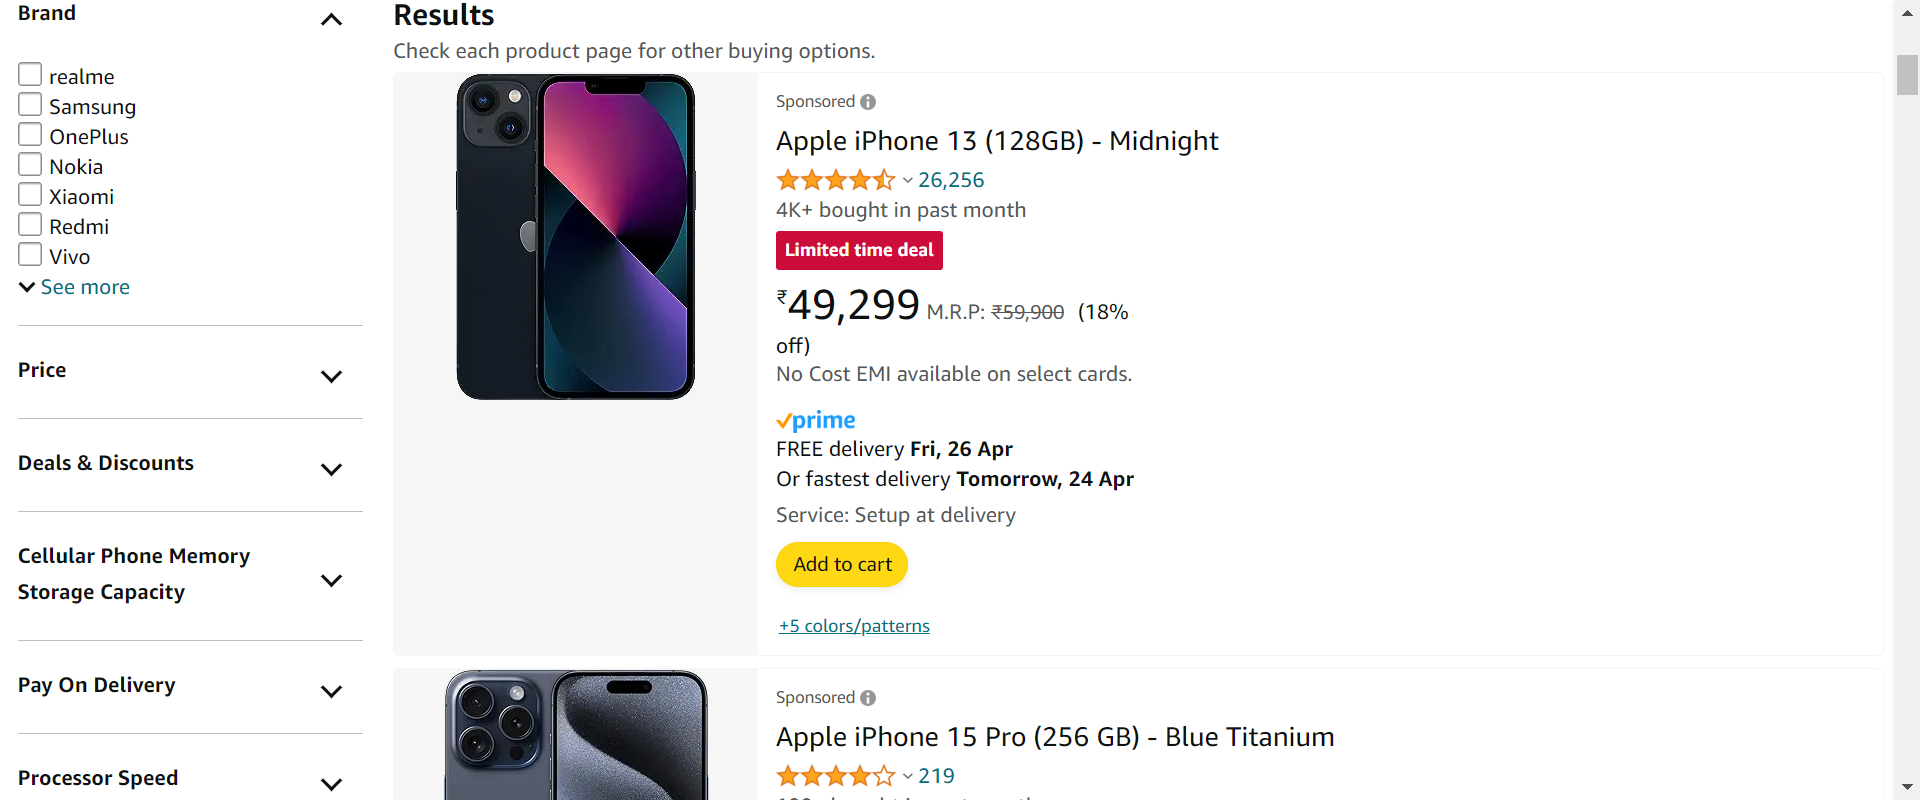 Brand
realme
Samsung
OnePlus
Nokia
Xiaomi
Redmi
Vivo
See more
Price
Deals & Discounts
Cellular Phone Memory
Storage Capacity
Pay On Delivery
Processor Speed
Results
Check each product page for other buying options.
Sponsored
Apple iPhone 13 (128GB) - Midnight
26,256
4K+ bought in past month
Limited time deal
₹49,299 M.R.P: ₹59,900 (18%
off)
No Cost EMI available on select cards.
prime
FREE delivery Fri, 26 Apr
Or fastest delivery Tomorrow, 24 Apr
Service: Setup at delivery
Add to cart
+5 colors/patterns
Sponsored
Apple iPhone 15 Pro (256 GB) - Blue Titanium
219